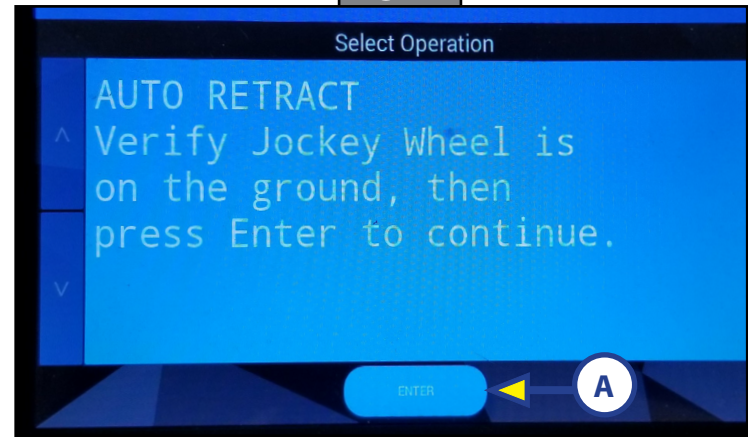 Select Operation
AUTO RETRACT
Verify Jockey Wheel is
on the ground, then
press Enter to continue.
ENTER
A